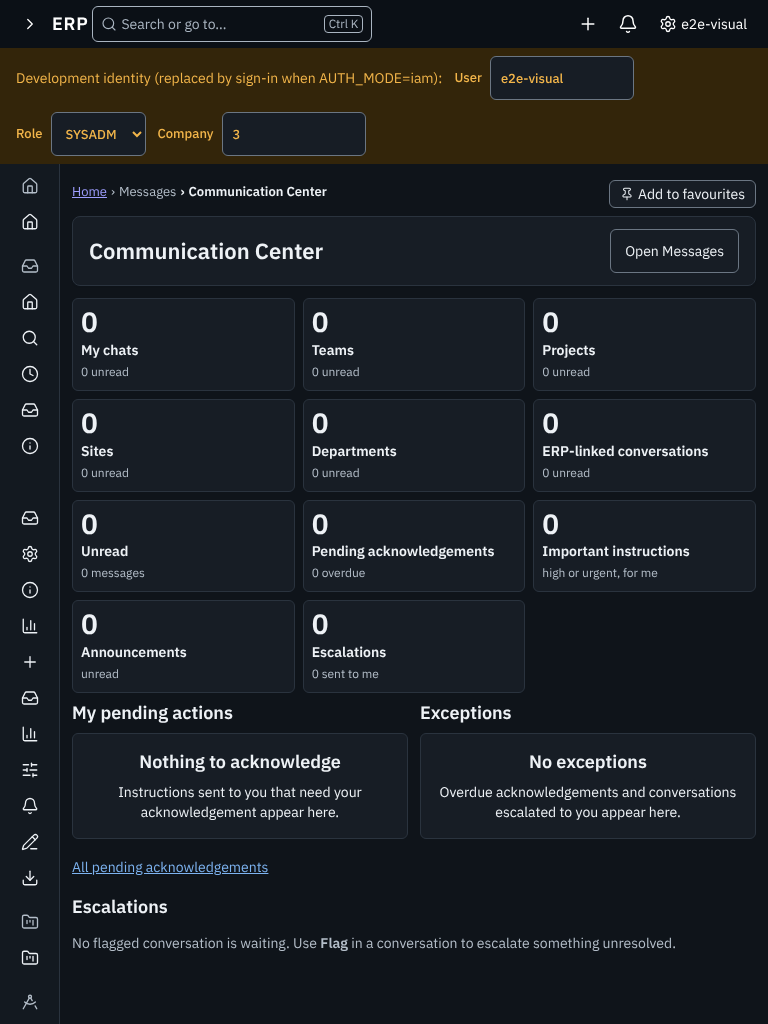 ERP
Search or go to...
Ctrl K
e2e-visual
Development identity (replaced by sign-in when AUTH_MODE=iam):
User
e2e-visual
Role
SYSADM
Company
3
Home › Messages › Communication Center
Add to favourites
Communication Center
Open Messages
0
My chats
0 unread
0
Teams
0 unread
0
Projects
0 unread
0
Sites
0 unread
0
Departments
0 unread
0
ERP-linked conversations
0 unread
0
Unread
0 messages
0
Pending acknowledgements
0 overdue
0
Important instructions
high or urgent, for me
0
Announcements
unread
0
Escalations
0 sent to me
My pending actions
Nothing to acknowledge
Instructions sent to you that need your
acknowledgement appear here.
Exceptions
No exceptions
Overdue acknowledgements and conversations
escalated to you appear here.
All pending acknowledgements
Escalations
No flagged conversation is waiting. Use Flag in a conversation to escalate something unresolved.